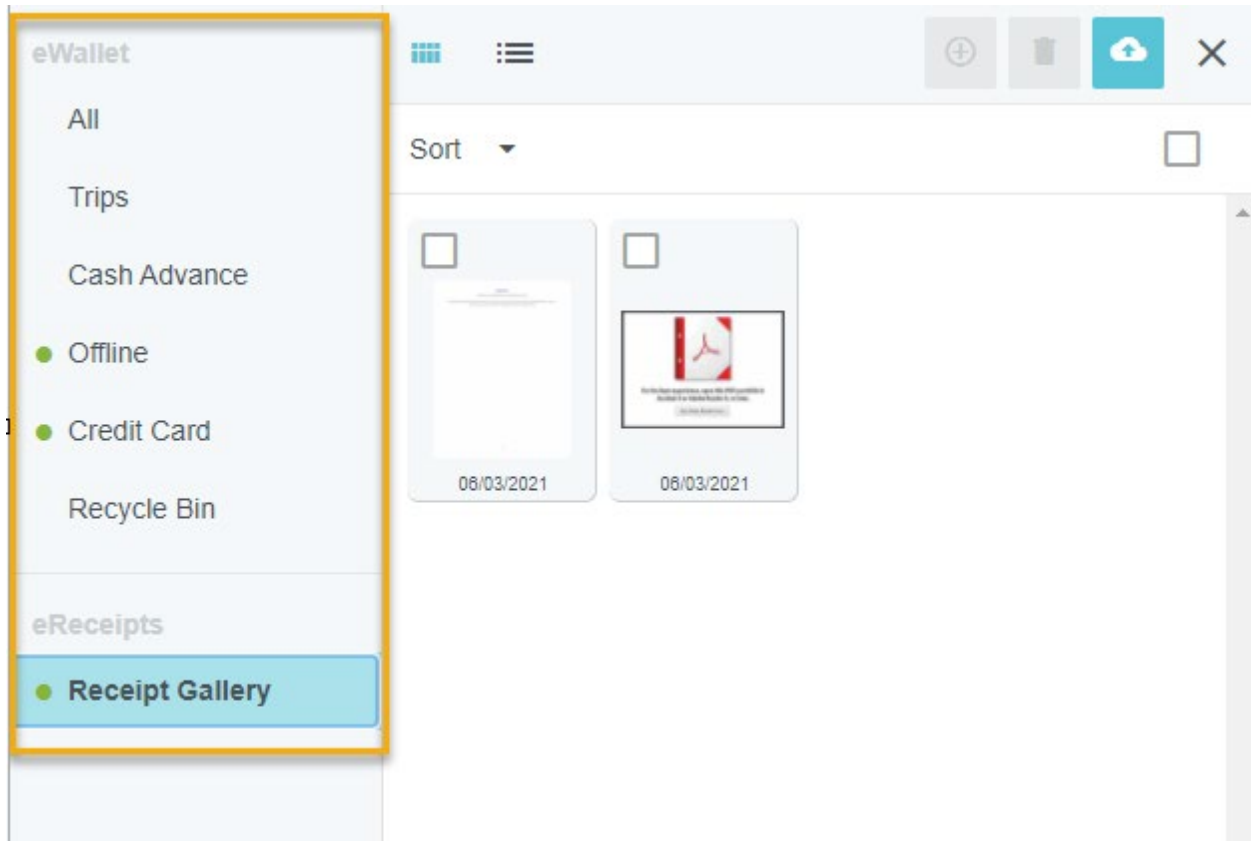 eWallet
All
Trips
Cash Advance
Offline
Credit Card
Recycle Bin
eReceipts
Receipt Gallery
Sort
06/03/2021
06/03/2021